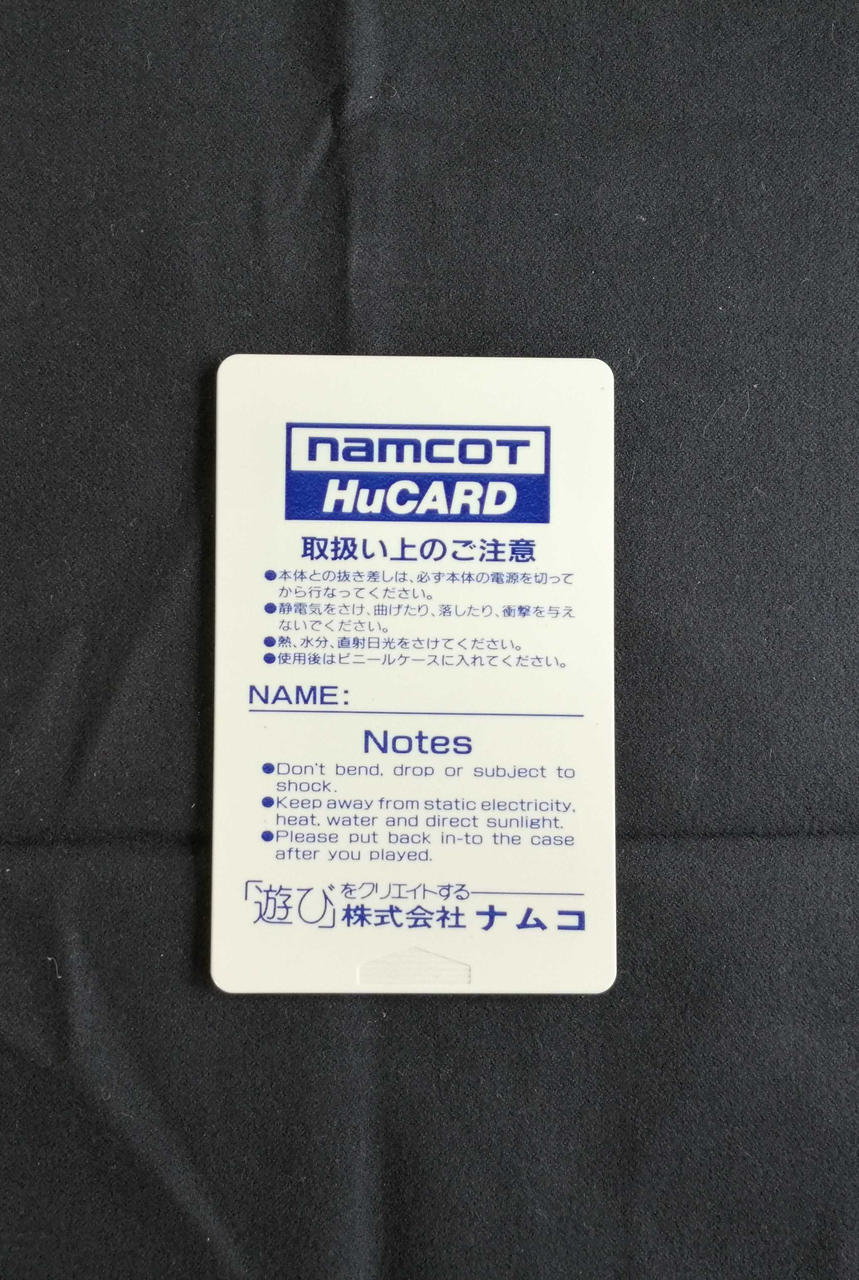 namcoT
HuCARD
取扱い上のご注意
●本体との抜き差しは、必ず本体の電源を切って
から行なってください。
●静電気をさけ、曲げたり、落したり、衝撃を与え
ないでください。
●熱、水分、直射日光をさけてください。
●使用後はビニールケースに入れてください。
NAME:
Notes
●Don't bend, drop or subject to
shock.
●Keep away from static electricity,
heat, water and direct sunlight.
●Please put back in-to the case
after you played.
「遊び」をクリエイトする
株式会社ナムコ